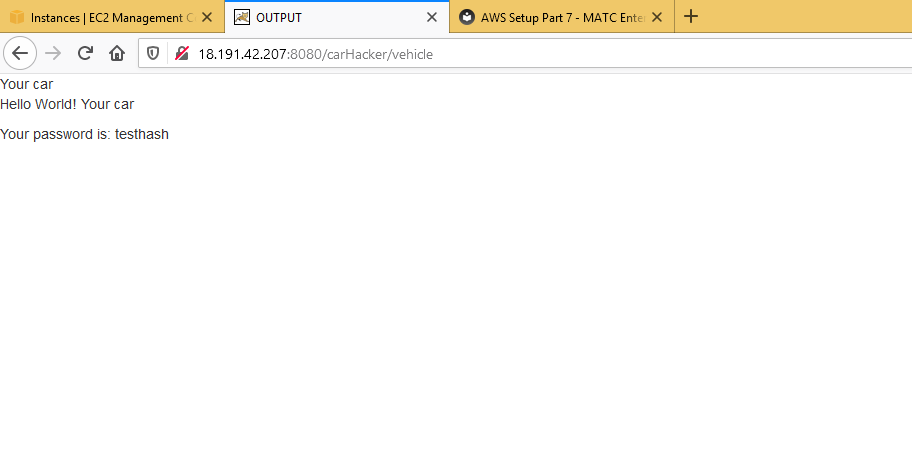 Instances | EC2 Management C
OUTPUT
AWS Setup Part 7 - MATC Ente
18.191.42.207:8080/carHacker/vehicle
Your car
Hello World! Your car
Your password is: testhash